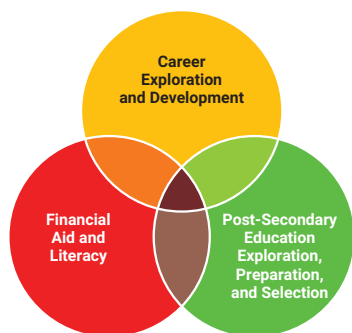 Career
Exploration
and Development
Financial
Aid and
Literacy
Post-Secondary
Education
Exploration,
Preparation,
and Selection